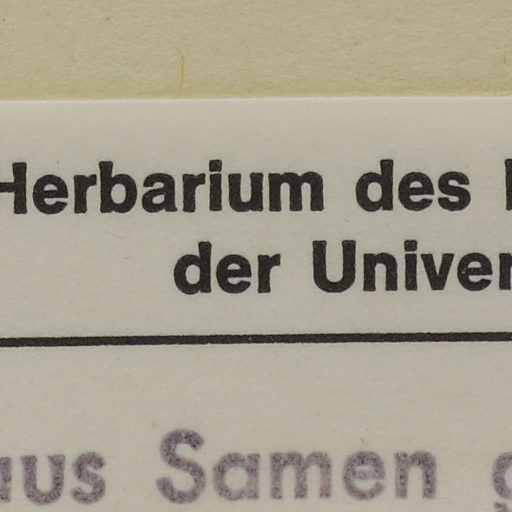 Herbarium des
der Univer
aus Samen